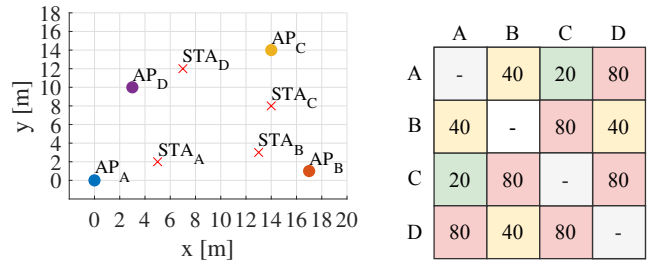 18
16
14
12
10
8
6
4
2
0
y [m]
0 2 4 6 8 10 12 14 16 18 20
x [m]
AP_C
STA_D
AP_D
STA_C
STA_B
STA_A
AP_B
AP_A
A B C D
A - 40 20 80
B 40 - 80 40
C 20 80 - 80
D 80 40 80 -